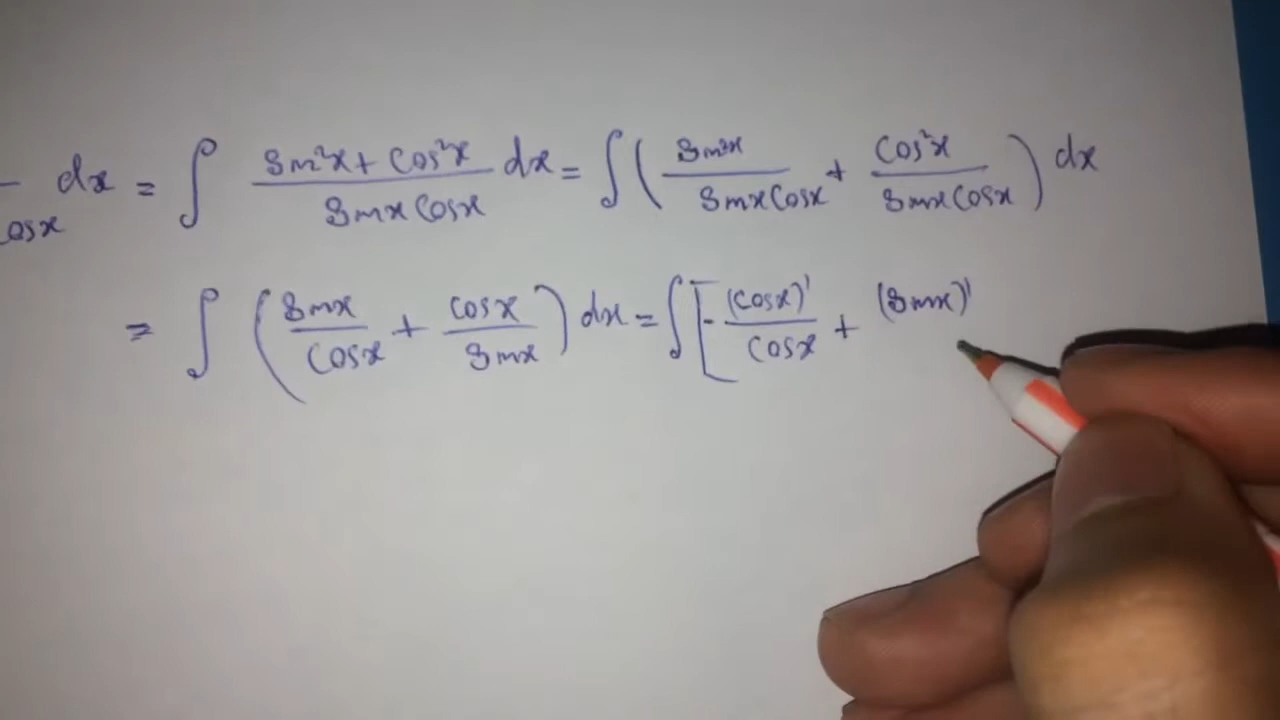 — dx = ∫ (sin²x + cos²x)/(sinx cosx) dx = ∫ ( sin²x/(sinx cosx) + cos²x/(sinx cosx) ) dx
cosx
= ∫ ( sinx/cosx + cosx/sinx ) dx = ∫ [ - (cosx)'/cosx + (sinx)'